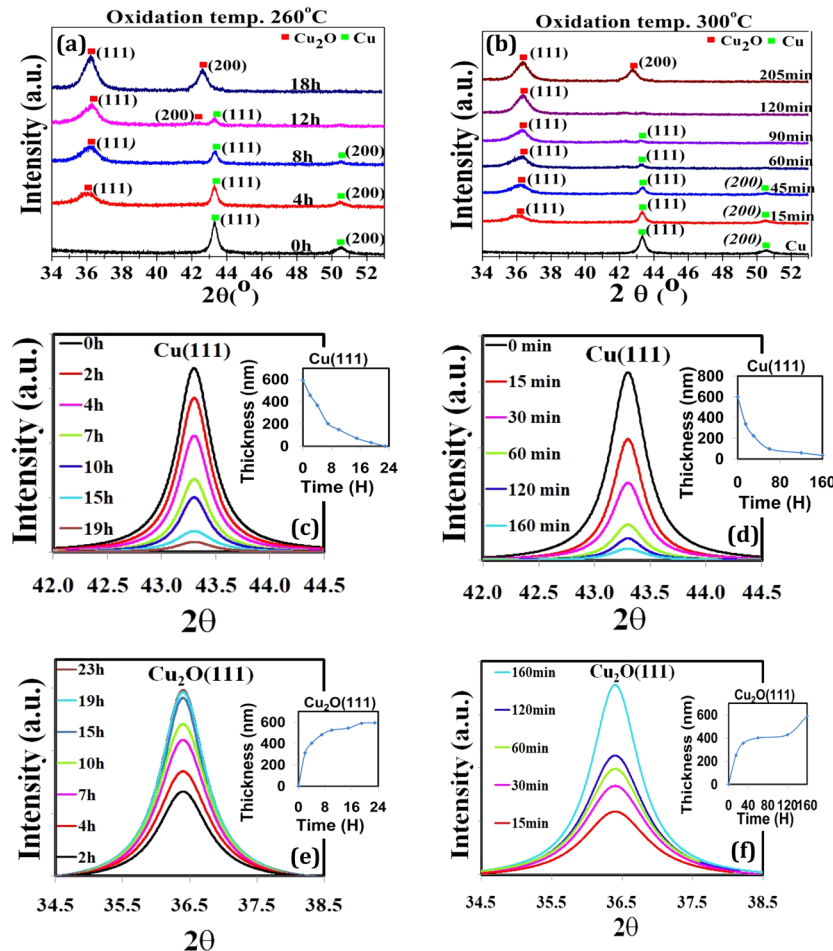 Oxidation temp. 260°C
(a)
Cu₂O Cu
(111)
(200)
18h
(111)
(200)
(111)
12h
(111)
(111)
8h
(200)
(111)
(111)
4h
(200)
(111)
0h
(200)
Intensity (a.u.)
34 36 38 40 42 44 46 48 50 52
2θ(°)
Oxidation temp. 300°C
(b)
Cu₂O Cu
(111)
(200)
205min
(111)
120min
(111)
(111)
90min
(111)
(111)
60min
(111)
(111)
(200)
45min
(111)
(111)
(200)
15min
(111)
(200)
Cu
Intensity (a.u.)
34 36 38 40 42 44 46 48 50 52
2 θ (°)
0h
2h
4h
7h
10h
15h
19h
Cu(111)
Cu(111)
Thickness (nm)
600
400
200
0
0 8 16 24
Time (H)
(c)
Intensity (a.u.)
42.0 42.5 43.0 43.5 44.0 44.5
2θ
0 min
15 min
30 min
60 min
120 min
160 min
Cu(111)
Cu(111)
Thickness (nm)
800
600
400
200
0
0 40 80 120 160
Time (H)
(d)
Intensity (a.u.)
42.0 42.5 43.0 43.5 44.0 44.5
2θ
23h
19h
15h
10h
7h
4h
2h
Cu₂O(111)
Cu₂O(111)
Thickness (nm)
600
400
200
0
0 8 16 24
Time (H)
(e)
Intensity (a.u.)
34.5 35.5 36.5 37.5 38.5
2θ
160min
120min
60min
30min
15min
Cu₂O(111)
Cu₂O(111)
Thickness (nm)
600
400
200
0
0 40 80 120 160
Time (H)
(f)
Intensity (a.u.)
34.5 35.5 36.5 37.5 38.5
2θ